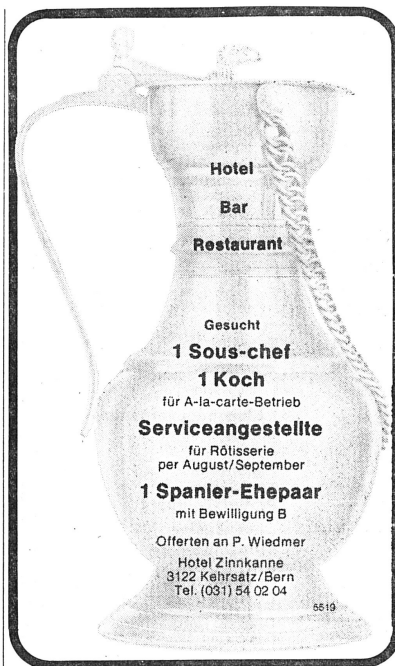 Hotel
Bar
Restaurant
Gesucht
1 Sous-chef
1 Koch
für A-la-carte-Betrieb
Serviceangestellte
für Rôtisserie
per August/September
1 Spanier-Ehepaar
mit Bewilligung B
Offerten an P. Wiedmer
Hotel Zinnkanne
3122 Kehrsatz/Bern
Tel. (031) 54 02 04
5519